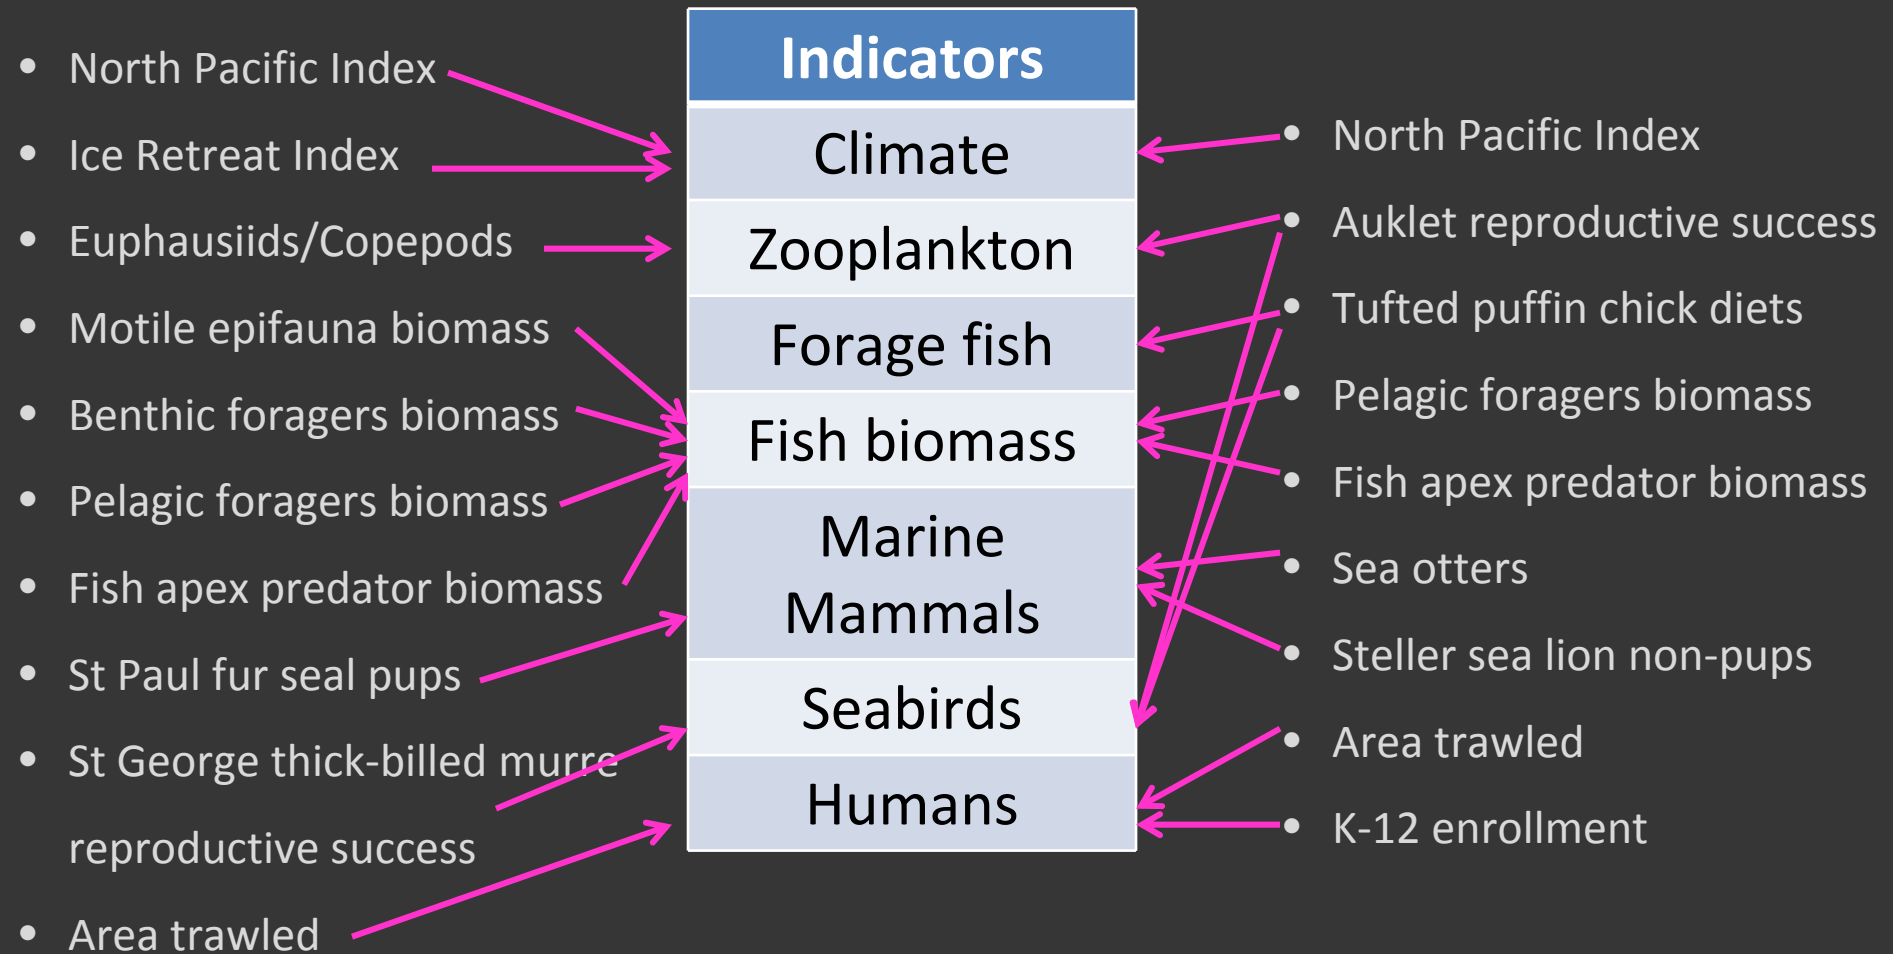 • North Pacific Index
• Ice Retreat Index
• Euphausiids/Copepods
• Motile epifauna biomass
• Benthic foragers biomass
• Pelagic foragers biomass
• Fish apex predator biomass
• St Paul fur seal pups
• St George thick-billed murre
reproductive success
• Area trawled
Indicators
Climate
Zooplankton
Forage fish
Fish biomass
Marine
Mammals
Seabirds
Humans
• North Pacific Index
• Auklet reproductive success
• Tufted puffin chick diets
• Pelagic foragers biomass
• Fish apex predator biomass
• Sea otters
• Steller sea lion non-pups
• Area trawled
• K-12 enrollment